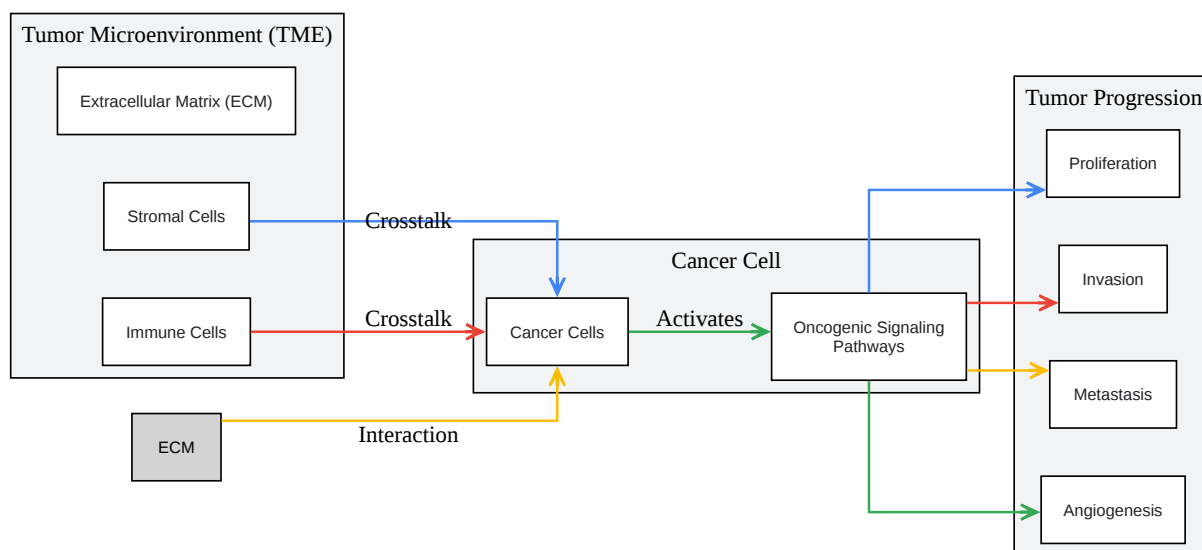 Tumor Microenvironment (TME)
Extracellular Matrix (ECM)
Stromal Cells
Immune Cells
ECM
Crosstalk
Crosstalk
Interaction
Cancer Cell
Cancer Cells
Activates
Oncogenic Signaling
Pathways
Tumor Progression
Proliferation
Invasion
Metastasis
Angiogenesis